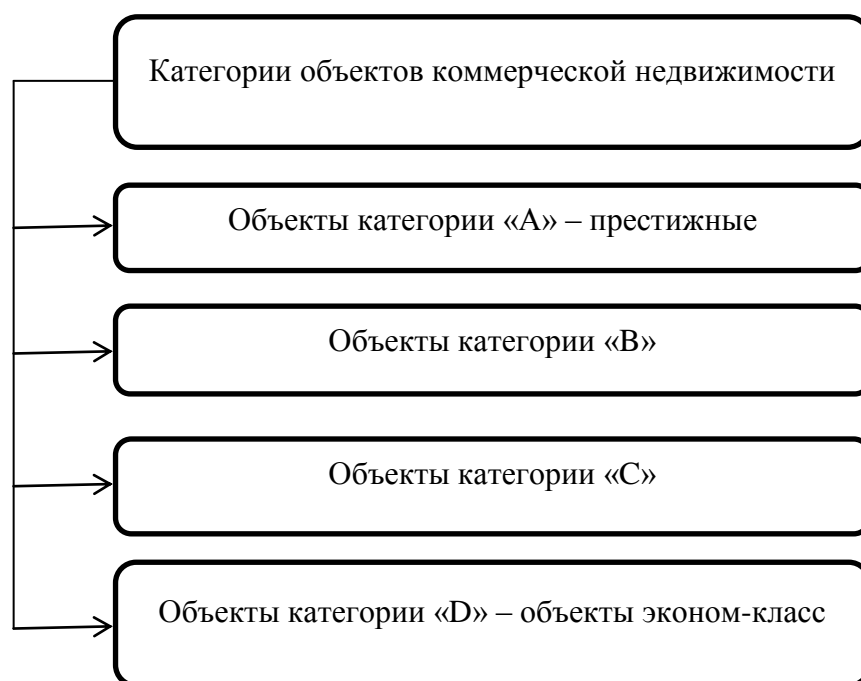 Категории объектов коммерческой недвижимости
Объекты категории «А» – престижные
Объекты категории «В»
Объекты категории «С»
Объекты категории «D» – объекты эконом-класс